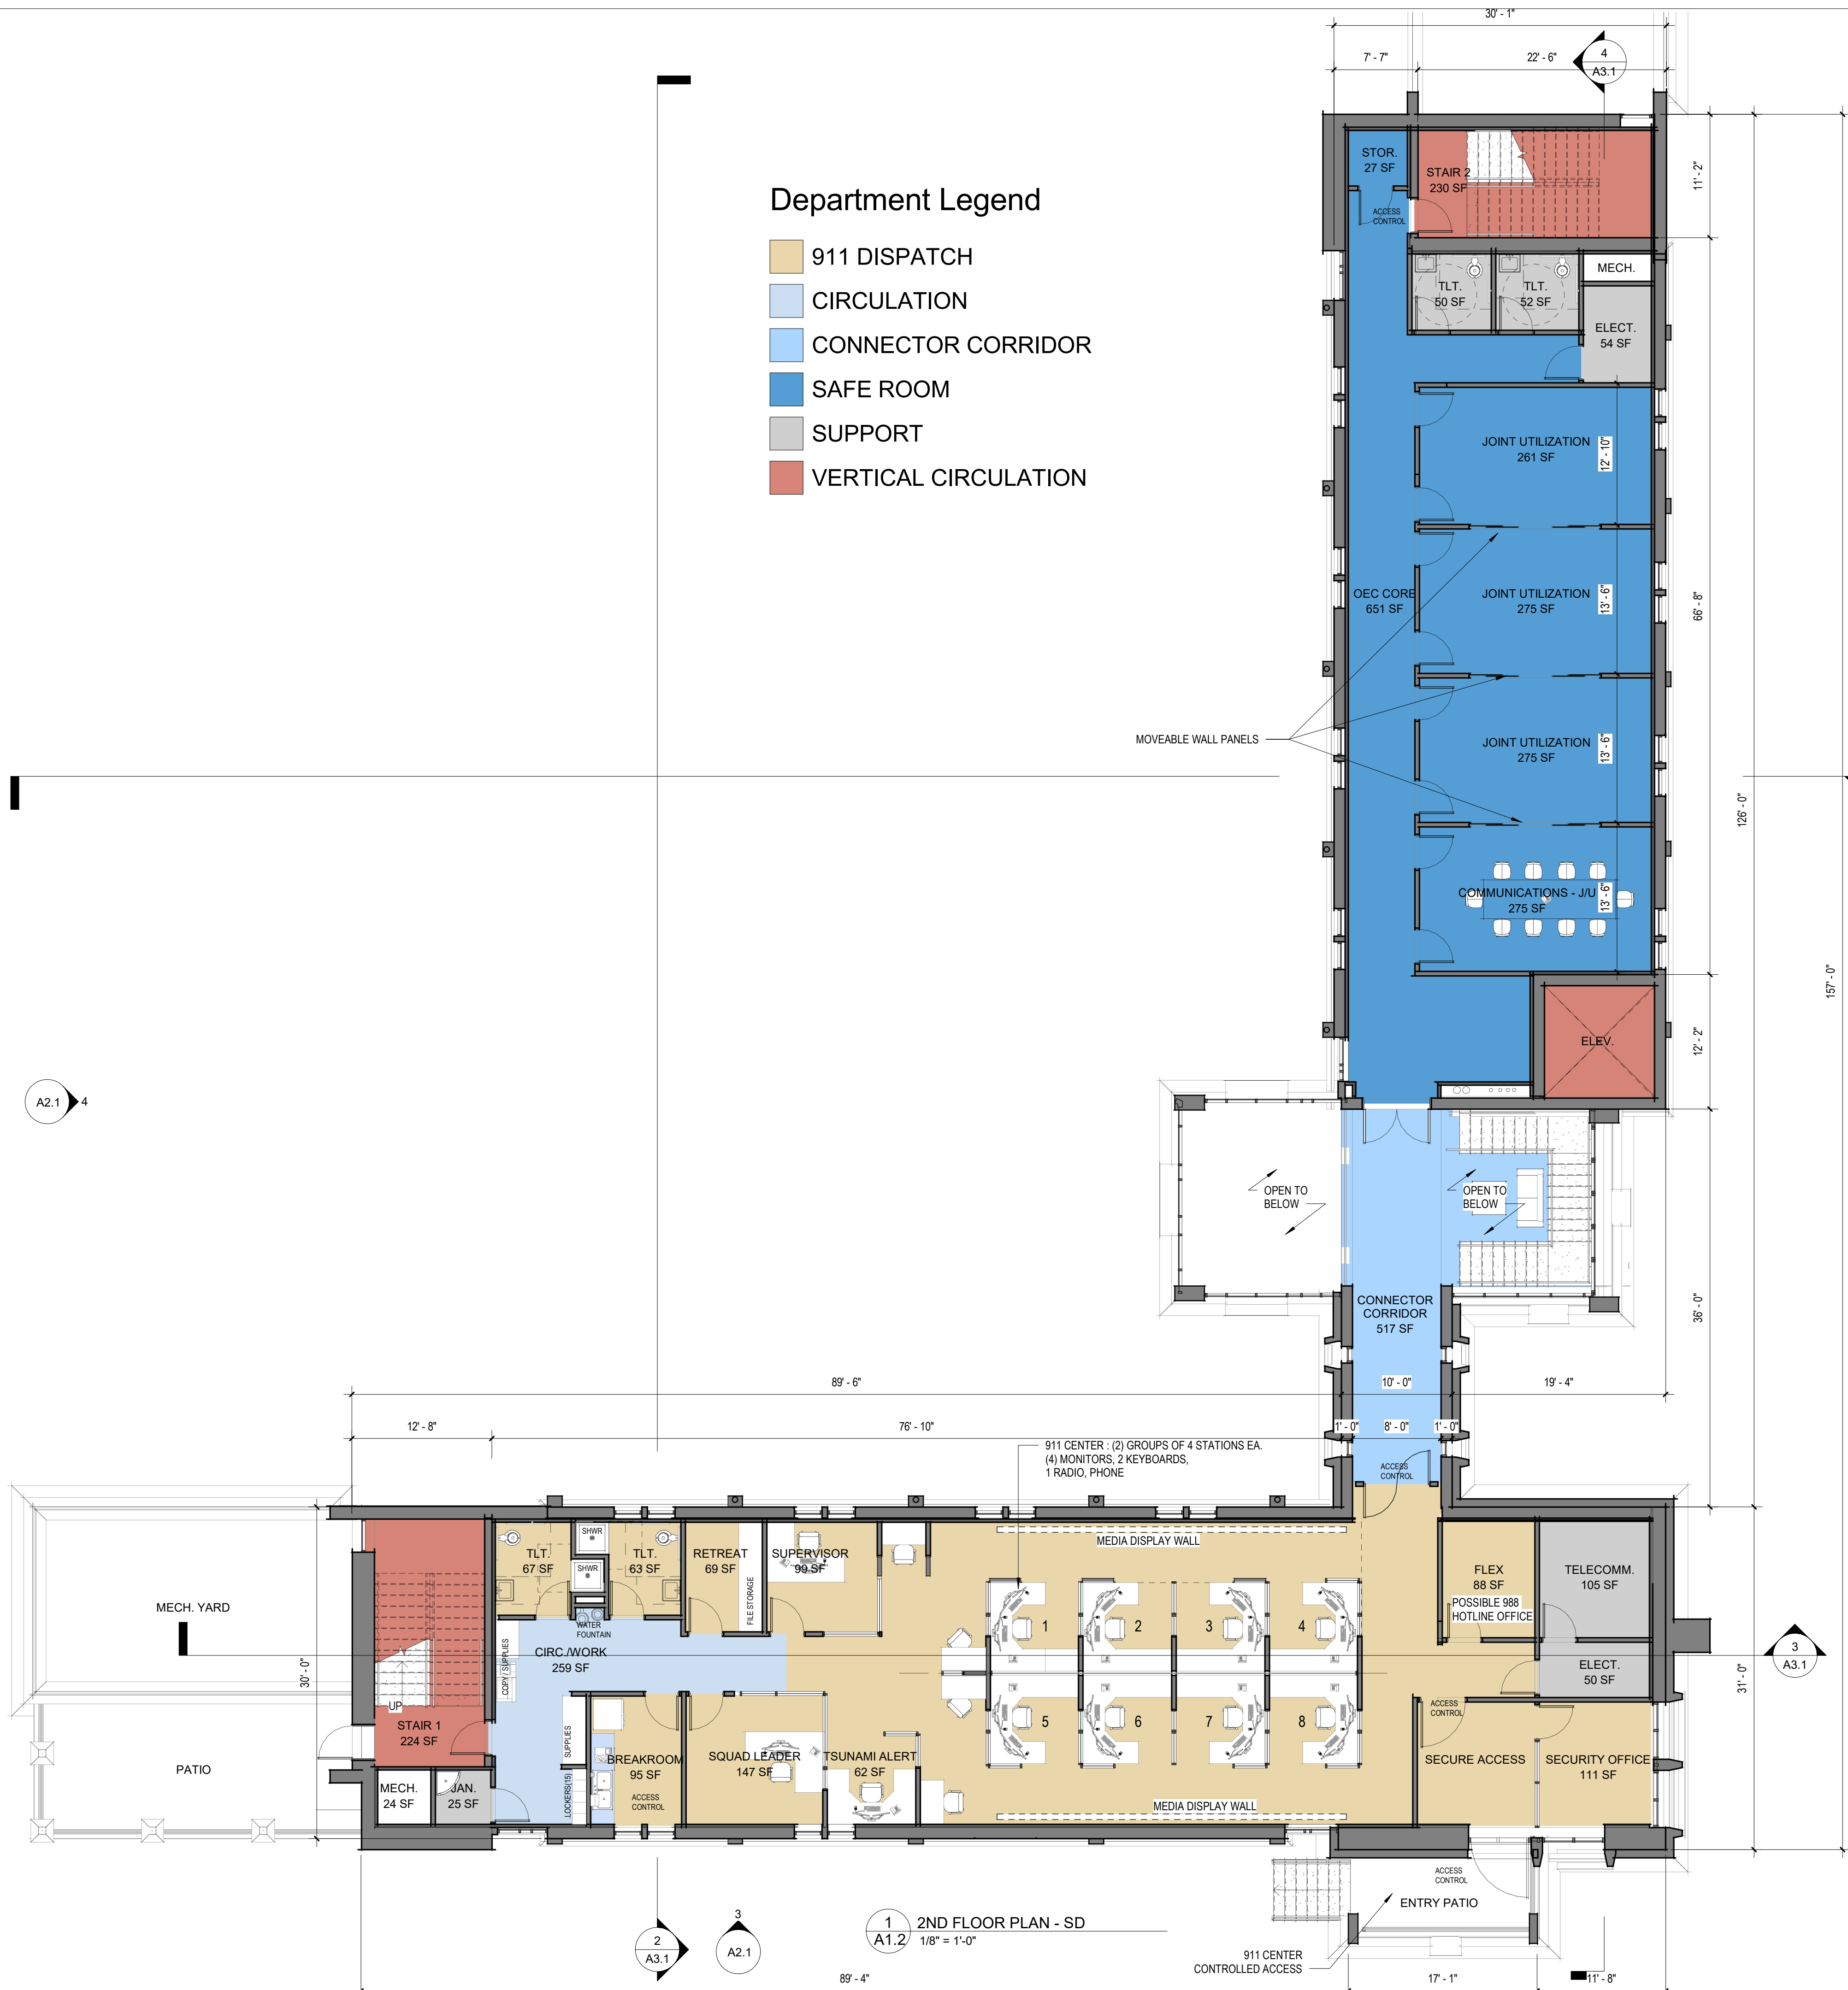 30' - 1"
7' - 7"
22' - 6"
4
A3.1
Department Legend
911 DISPATCH
CIRCULATION
CONNECTOR CORRIDOR
SAFE ROOM
SUPPORT
VERTICAL CIRCULATION
STOR.
27 SF
STAIR 2
230 SF
ACCESS
CONTROL
11' - 2"
TLT.
50 SF
TLT.
52 SF
MECH.
ELECT.
54 SF
JOINT UTILIZATION
261 SF
12' - 10"
OEC CORE
651 SF
JOINT UTILIZATION
275 SF
13' - 6"
66' - 8"
MOVEABLE WALL PANELS
JOINT UTILIZATION
275 SF
13' - 6"
126' - 0"
COMMUNICATIONS - J/U
275 SF
13' - 6"
157' - 0"
ELEV.
12' - 2"
A2.1
4
OPEN TO
BELOW
OPEN TO
BELOW
CONNECTOR
CORRIDOR
517 SF
36' - 0"
89' - 6"
10' - 0"
19' - 4"
12' - 8"
76' - 10"
1' - 0"
8' - 0"
1' - 0"
911 CENTER : (2) GROUPS OF 4 STATIONS EA.
(4) MONITORS, 2 KEYBOARDS,
1 RADIO, PHONE
ACCESS
CONTROL
MECH. YARD
30' - 0"
TLT.
67 SF
SHWR
SHWR
TLT.
63 SF
RETREAT
69 SF
FILE STORAGE
SUPERVISOR
99 SF
MEDIA DISPLAY WALL
FLEX
88 SF
POSSIBLE 988
HOTLINE OFFICE
TELECOMM.
105 SF
WATER
FOUNTAIN
1
2
3
4
COPY / SUPPLIES
CIRC./WORK
259 SF
ELECT.
50 SF
3
A3.1
31' - 0"
UP
STAIR 1
224 SF
SUPPLIES
5
6
7
8
ACCESS
CONTROL
PATIO
MECH.
24 SF
JAN.
25 SF
LOCKERS(15)
BREAKROOM
95 SF
ACCESS
CONTROL
SQUAD LEADER
147 SF
TSUNAMI ALERT
62 SF
MEDIA DISPLAY WALL
SECURE ACCESS
SECURITY OFFICE
111 SF
ACCESS
CONTROL
ENTRY PATIO
2
A3.1
3
A2.1
1
A1.2
2ND FLOOR PLAN - SD
1/8" = 1'-0"
911 CENTER
CONTROLLED ACCESS
89' - 4"
17' - 1"
11' - 8"